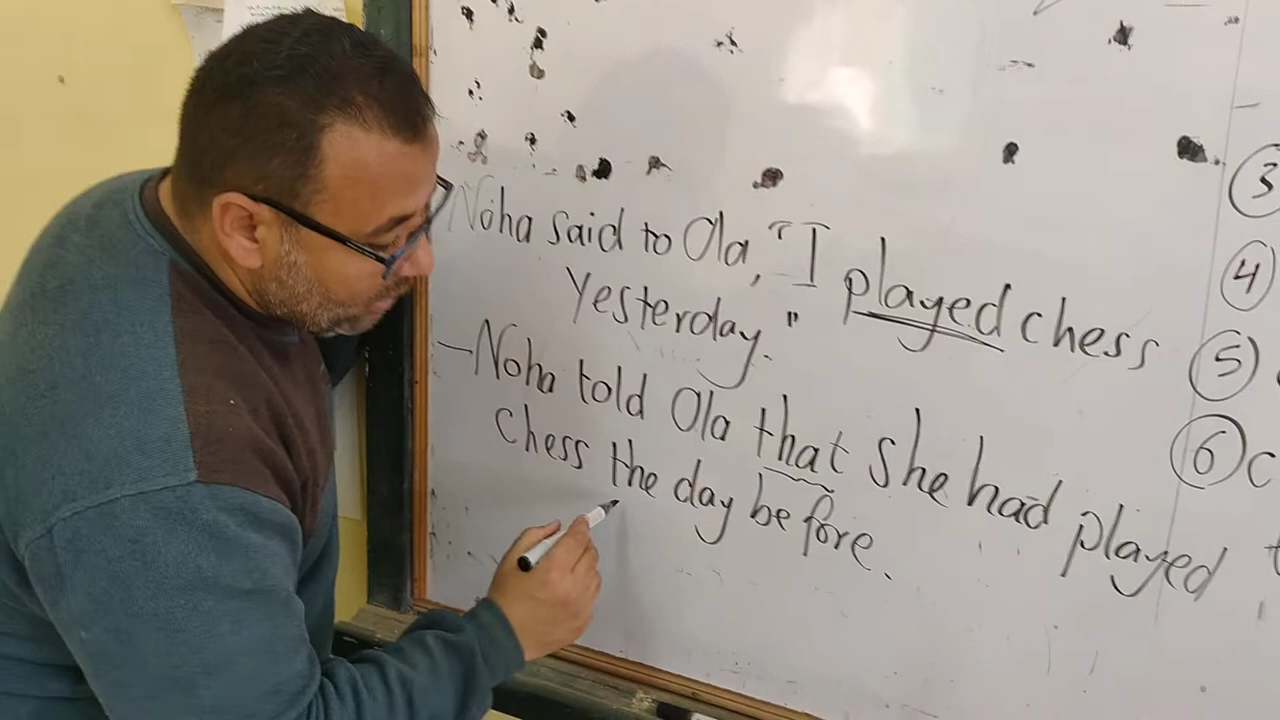 Noha said to Ola, "I played chess
Yesterday."
- Noha told Ola that she had played
chess the day before.
3
4
5
6 C